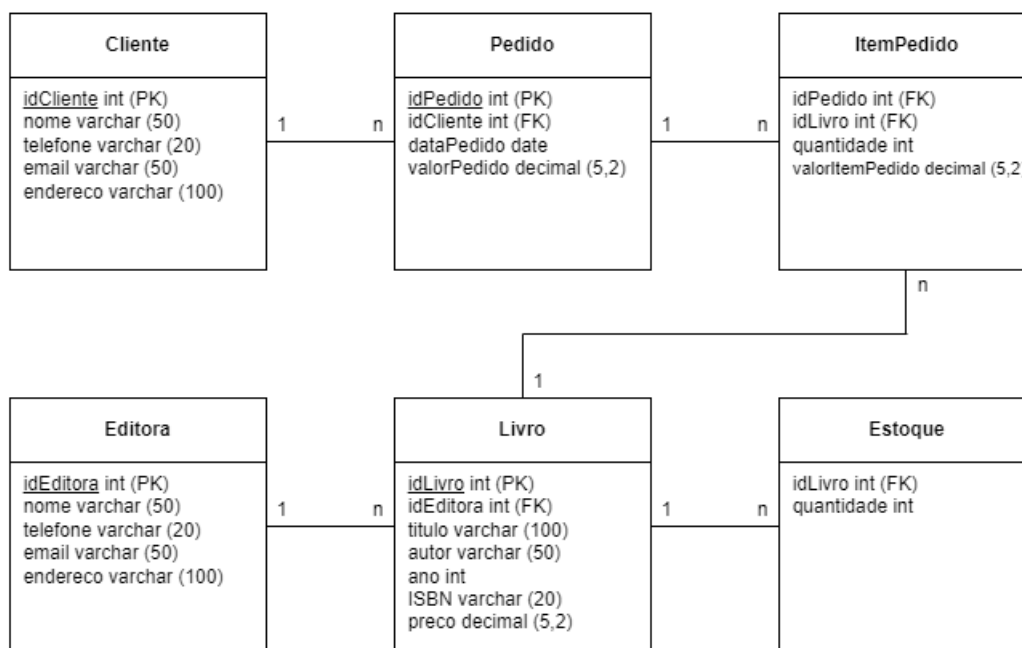 Cliente
idCliente int (PK)
nome varchar (50)
telefone varchar (20)
email varchar (50)
endereco varchar (100)
1
n
Pedido
idPedido int (PK)
idCliente int (FK)
dataPedido date
valorPedido decimal (5,2)
1
n
ItemPedido
idPedido int (FK)
idLivro int (FK)
quantidade int
valorItemPedido decimal (5,2)
n
1
Editora
idEditora int (PK)
nome varchar (50)
telefone varchar (20)
email varchar (50)
endereco varchar (100)
1
n
Livro
idLivro int (PK)
idEditora int (FK)
titulo varchar (100)
autor varchar (50)
ano int
ISBN varchar (20)
preco decimal (5,2)
1
n
Estoque
idLivro int (FK)
quantidade int